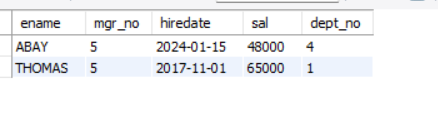 ename mgr_no hiredate sal dept_no
ABAY 5 2024-01-15 48000 4
THOMAS 5 2017-11-01 65000 1